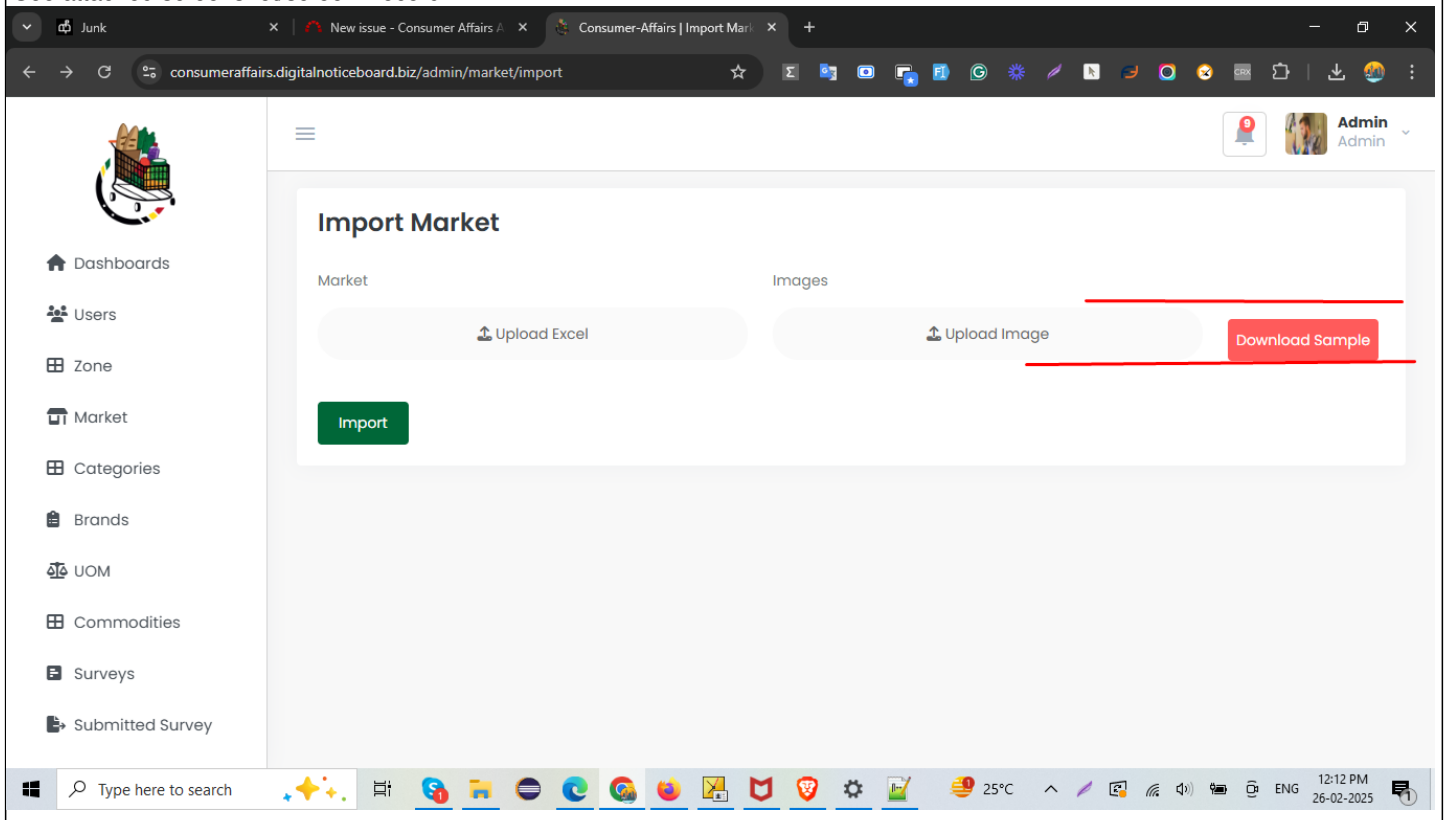 Junk
New issue - Consumer Affairs A
Consumer-Affairs | Import Mark
consumeraffairs.digitalnoticeboard.biz/admin/market/import
9
Admin
Admin
Import Market
Market
Images
Upload Excel
Upload Image
Download Sample
Import
Dashboards
Users
Zone
Market
Categories
Brands
UOM
Commodities
Surveys
Submitted Survey
Type here to search
25°C
ENG
12:12 PM
26-02-2025
1